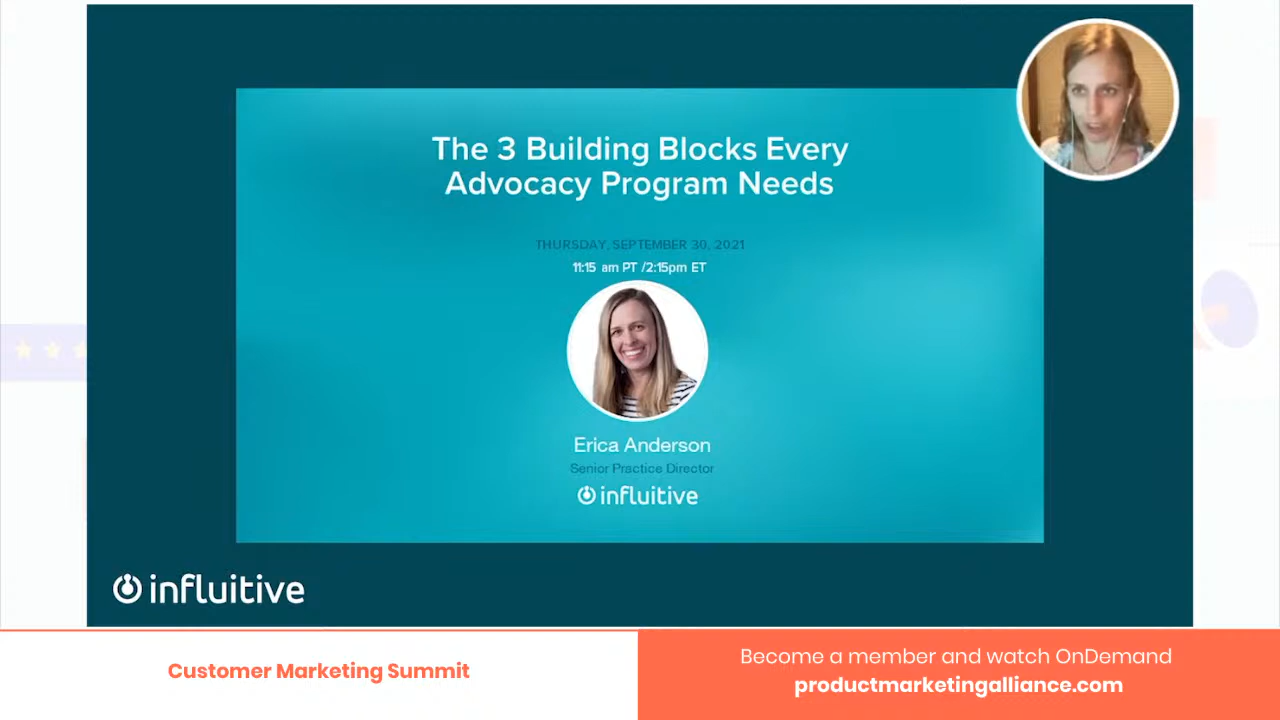 The 3 Building Blocks Every
Advocacy Program Needs
THURSDAY, SEPTEMBER 30, 2021
11:15 am PT /2:15pm ET
Erica Anderson
Senior Practice Director
influitive
influitive
Customer Marketing Summit
Become a member and watch OnDemand
productmarketingalliance.com